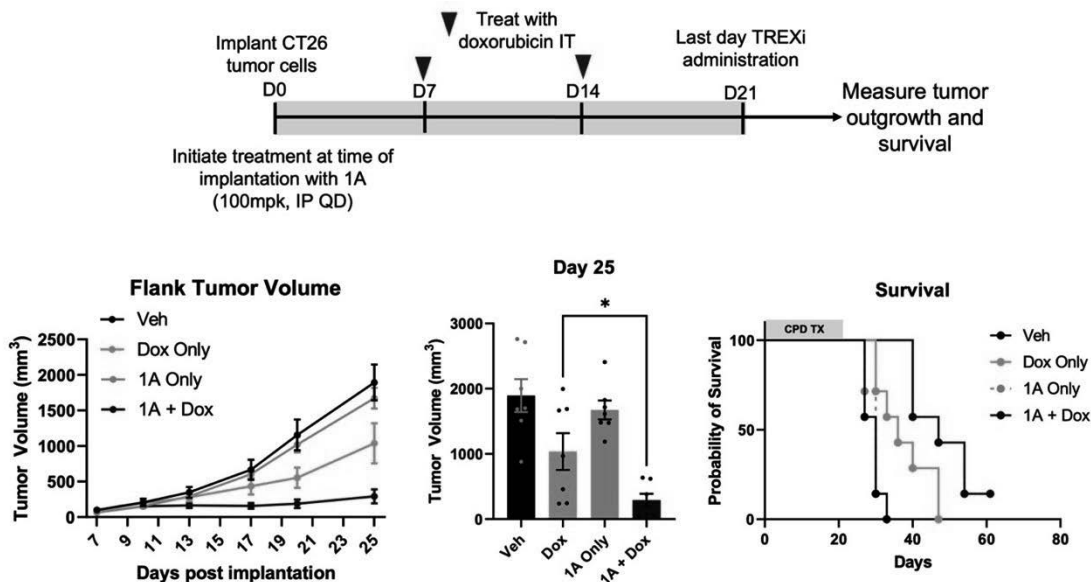 Treat with
doxorubicin IT
Implant CT26
tumor cells
Last day TREXi
administration
D0
D7
D14
D21
Measure tumor
outgrowth and
survival
Initiate treatment at time of
implantation with 1A
(100mpk, IP QD)
Flank Tumor Volume
Veh
Dox Only
1A Only
1A + Dox
Tumor Volume (mm³)
2500
2000
1500
1000
500
0
7
9
11
13
15
17
19
21
23
25
Days post implantation
Day 25
*
Tumor Volume (mm³)
3000
2000
1000
0
Veh
Dox
1A Only
1A + Dox
Survival
CPD TX
Veh
Dox Only
1A Only
1A + Dox
Probability of Survival
100
50
0
0
20
40
60
80
Days